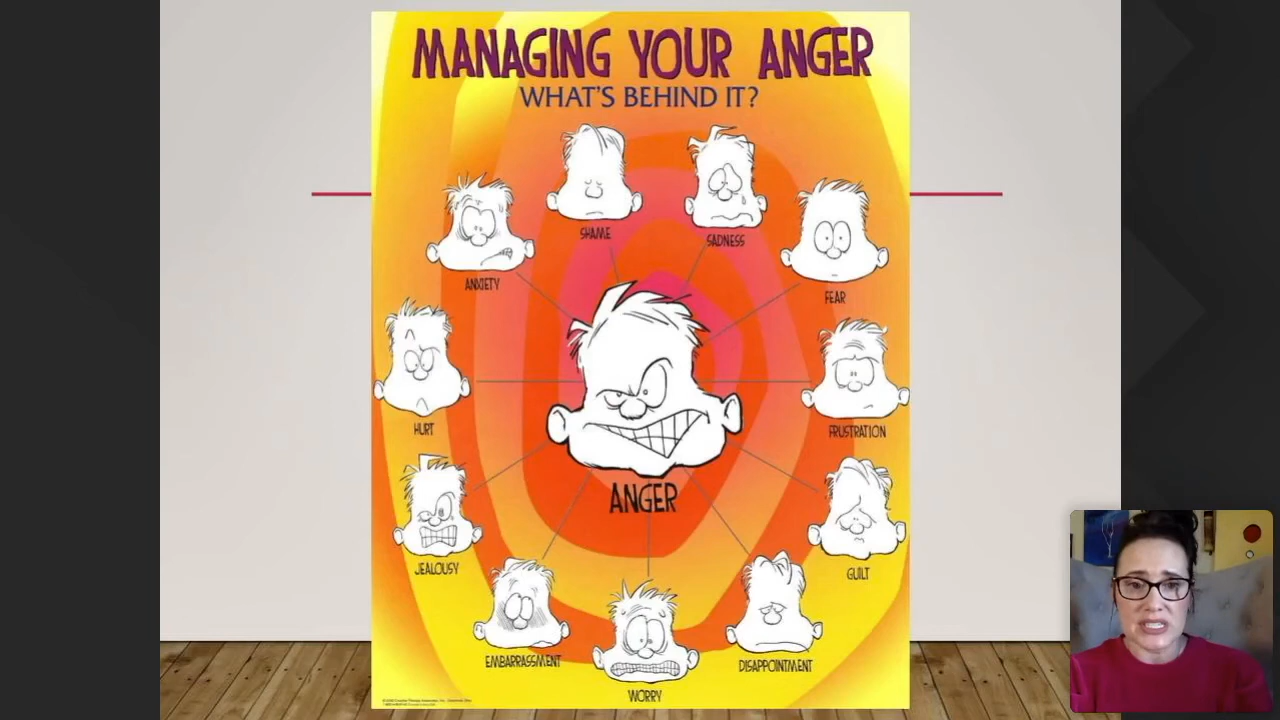 MANAGING YOUR ANGER
WHAT'S BEHIND IT?
SHAME
SADNESS
ANXIETY
FEAR
HURT
FRUSTRATION
ANGER
JEALOUSY
GUILT
EMBARRASSMENT
WORRY
DISAPPOINTMENT